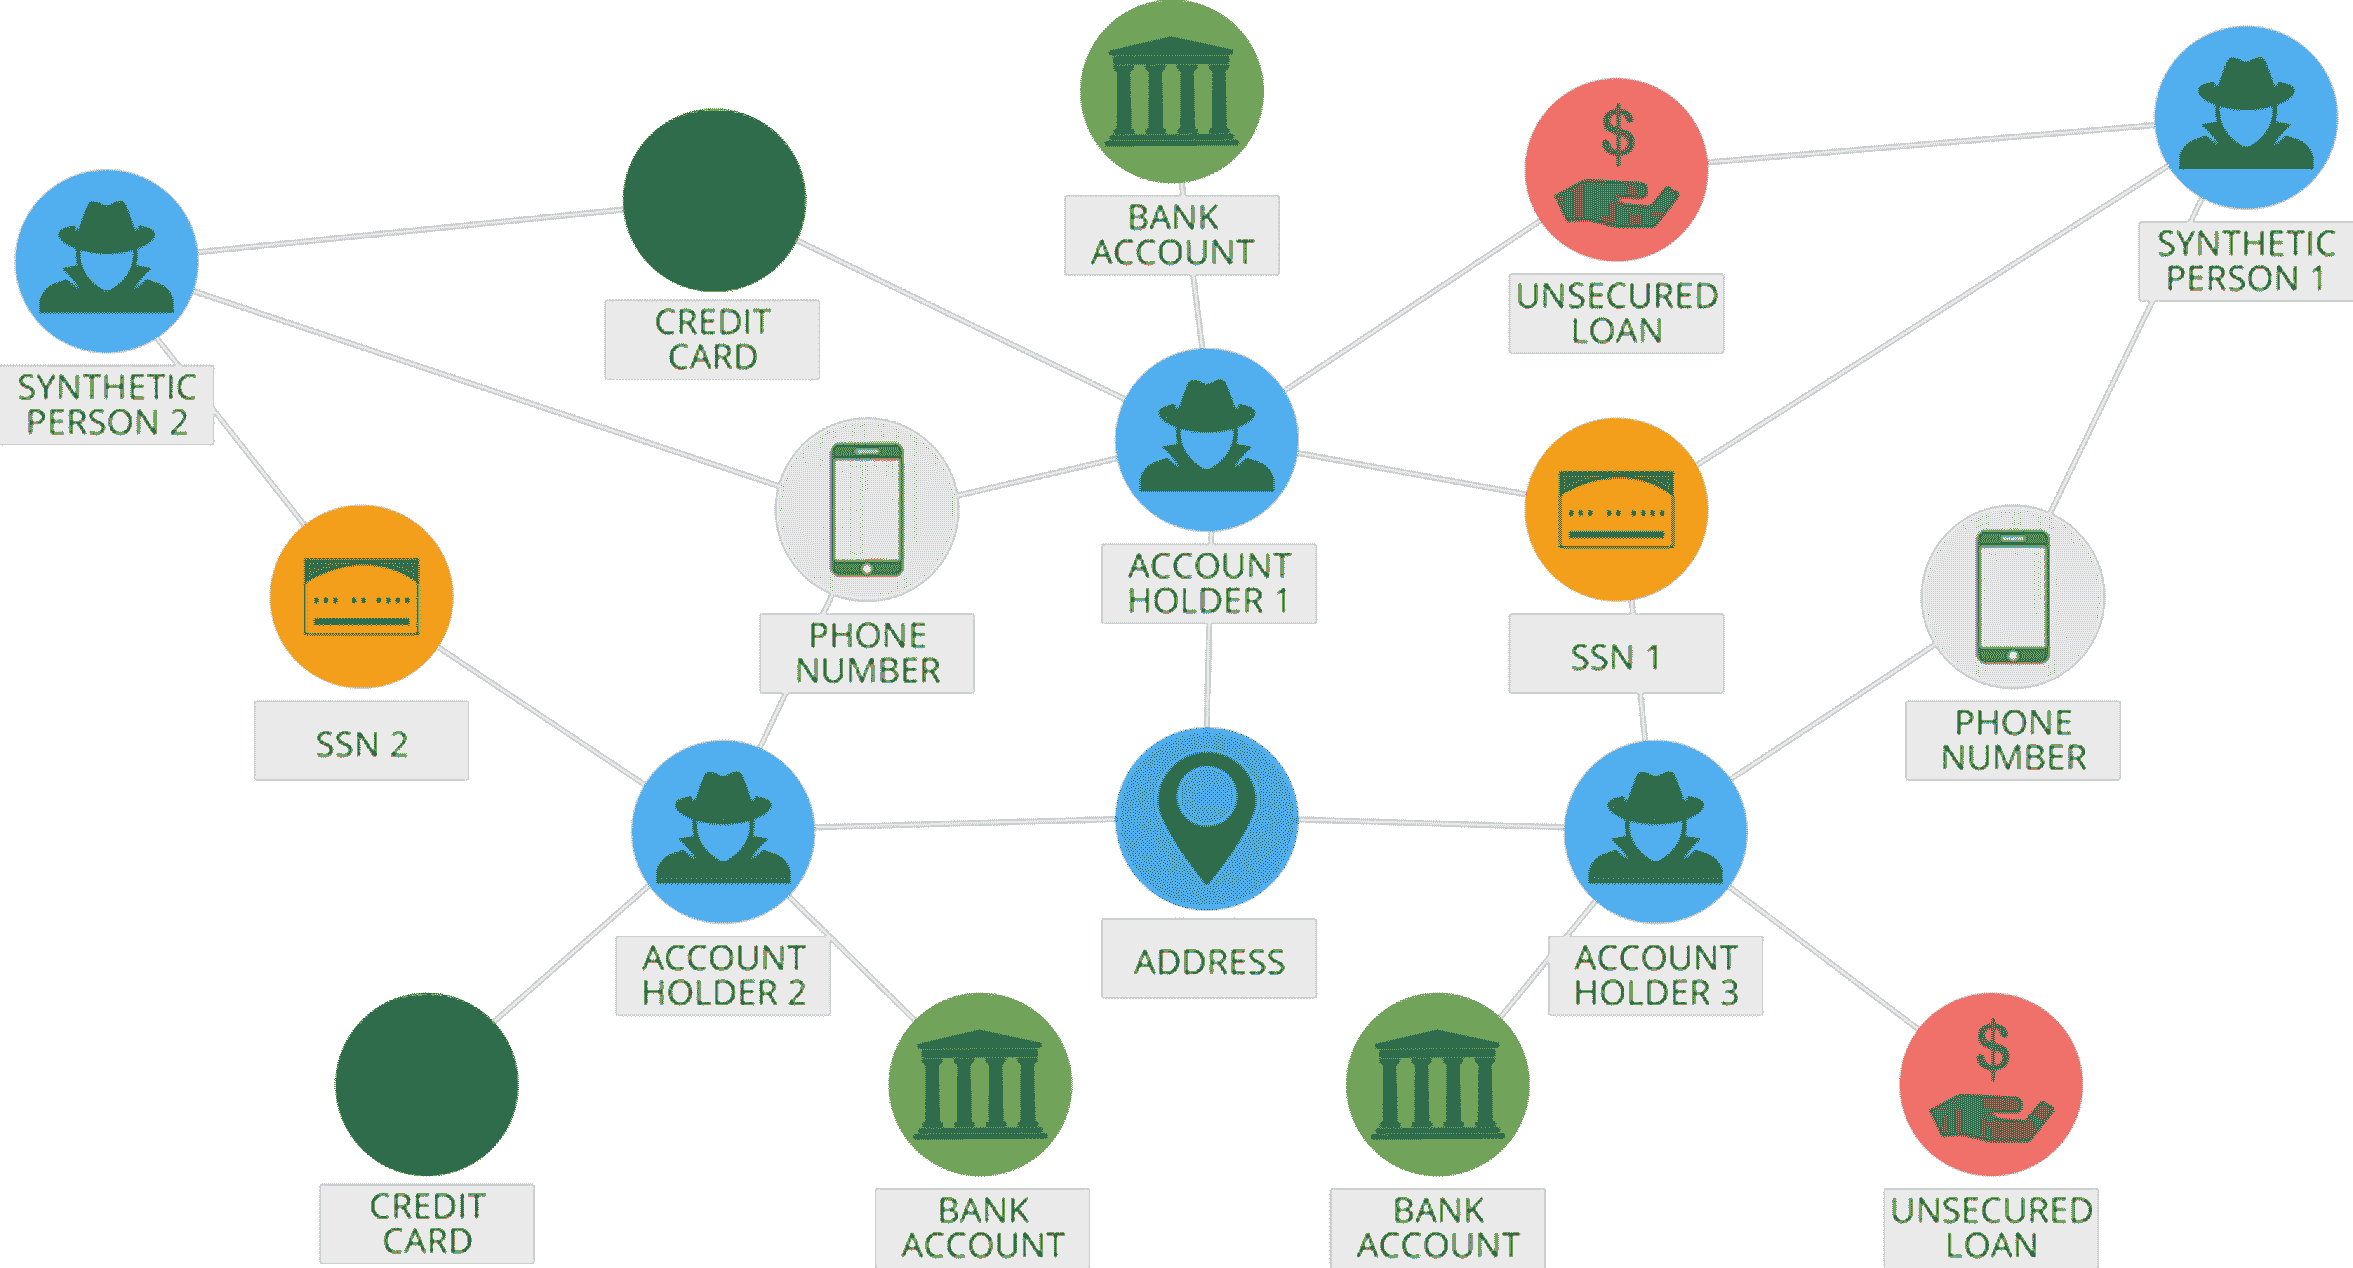 BANK
ACCOUNT
SYNTHETIC
PERSON 1
UNSECURED
LOAN
CREDIT
CARD
SYNTHETIC
PERSON 2
ACCOUNT
HOLDER 1
PHONE
NUMBER
SSN 1
PHONE
NUMBER
SSN 2
ACCOUNT
HOLDER 2
ADDRESS
ACCOUNT
HOLDER 3
CREDIT
CARD
BANK
ACCOUNT
BANK
ACCOUNT
UNSECURED
LOAN